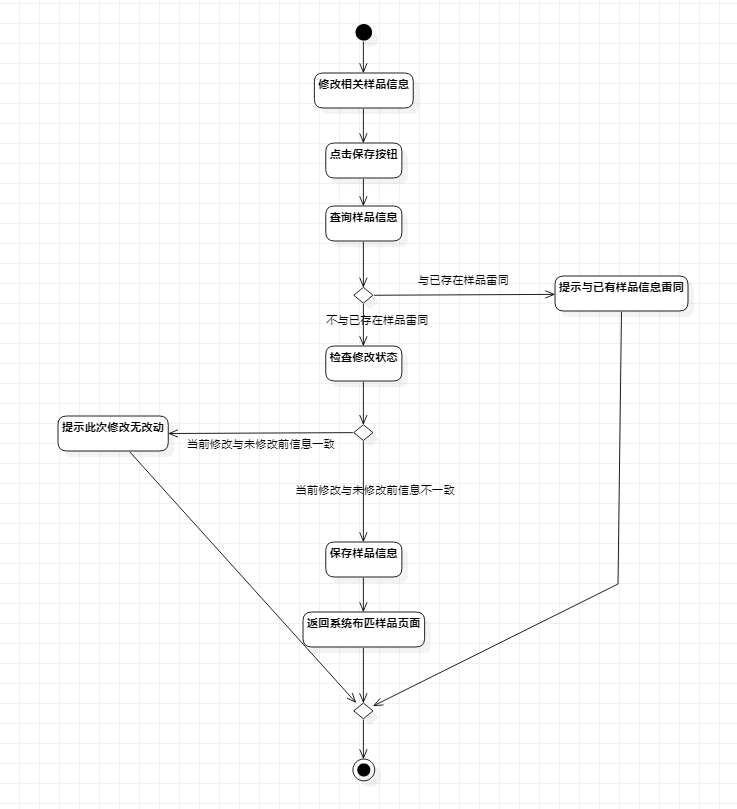 修改相关样品信息
点击保存按钮
查询样品信息
与已存在样品雷同
提示与已有样品信息雷同
不与已存在样品雷同
检查修改状态
提示此次修改无改动
当前修改与未修改前信息一致
当前修改与未修改前信息不一致
保存样品信息
返回系统布匹样品页面